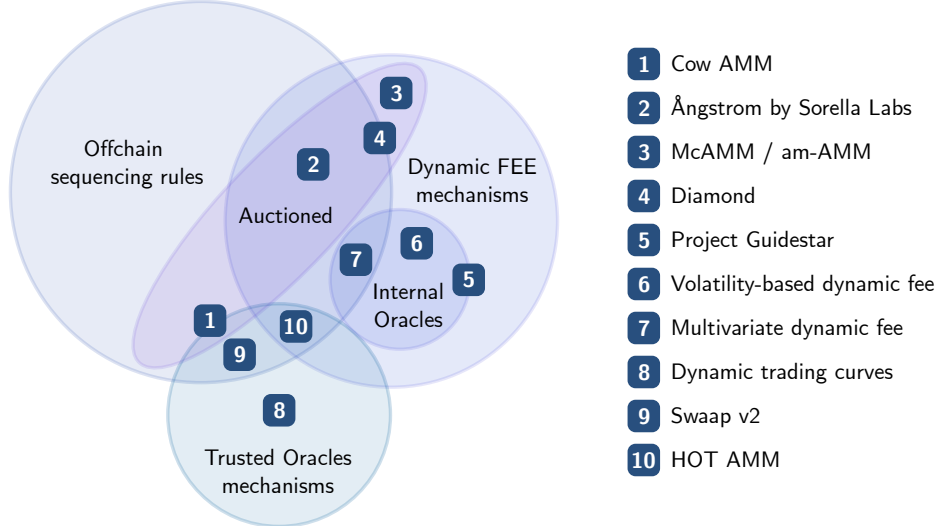 Offchain
sequencing rules
Dynamic FEE
mechanisms
Auctioned
Internal
Oracles
Trusted Oracles
mechanisms
3
4
2
6
7
5
1
10
9
8
1 Cow AMM
2 Ångstrom by Sorella Labs
3 McAMM / am-AMM
4 Diamond
5 Project Guidestar
6 Volatility-based dynamic fee
7 Multivariate dynamic fee
8 Dynamic trading curves
9 Swaap v2
10 HOT AMM